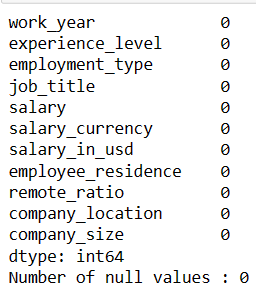 work_year 0
experience_level 0
employment_type 0
job_title 0
salary 0
salary_currency 0
salary_in_usd 0
employee_residence 0
remote_ratio 0
company_location 0
company_size 0
dtype: int64
Number of null values : 0